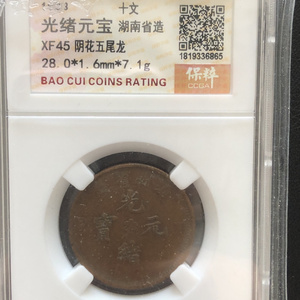 十文
光绪元宝 湖南省造
XF45 阴花五尾龙
28.0*1.6mm*7.1g
1819336865
保粹
CCGA
BAO CUI COINS RATING
光
寶 元
緒